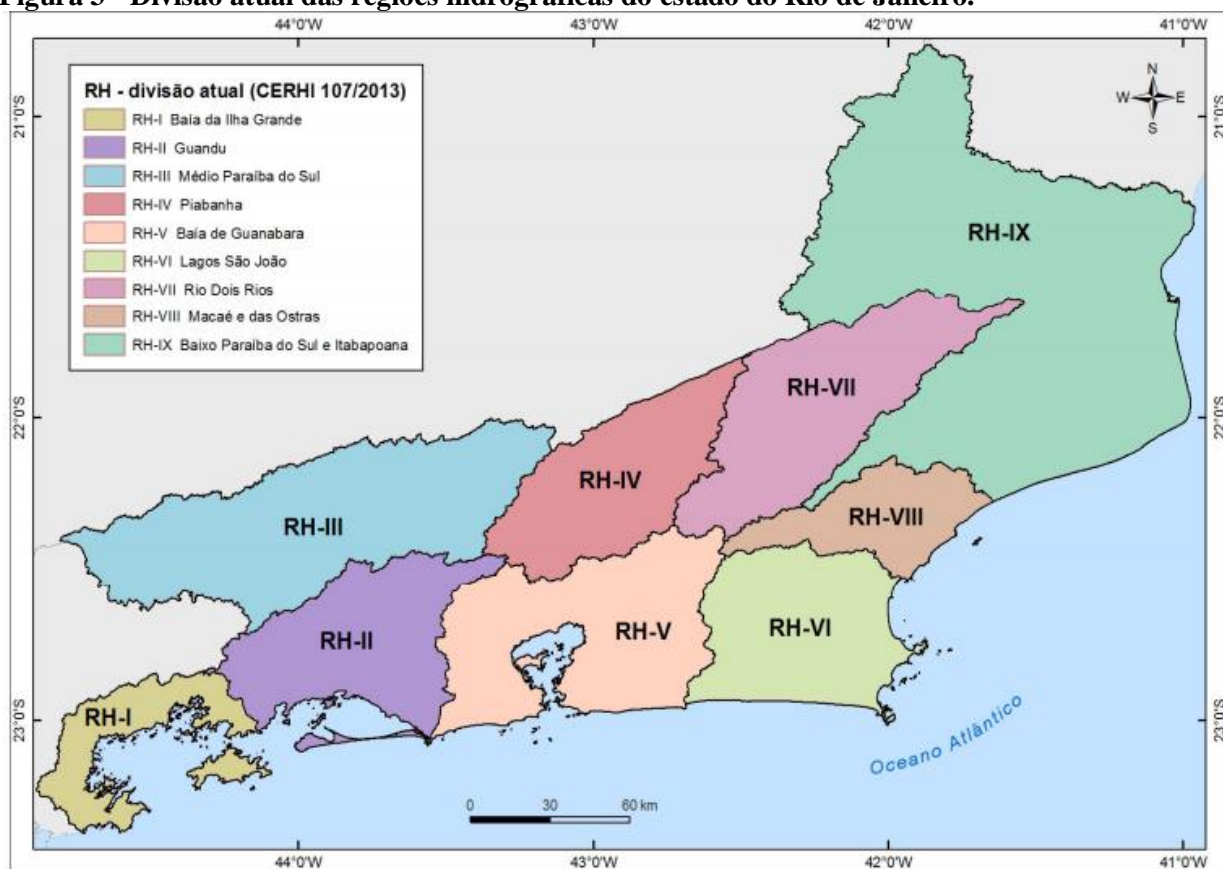 Figura 5 - Divisão atual das regiões hidrográficas do estado do Rio de Janeiro.
44°0'W 43°0'W 42°0'W 41°0'W
N
W E
S
RH - divisão atual (CERHI 107/2013)
RH-I Baía da Ilha Grande
RH-II Guandu
RH-III Médio Paraíba do Sul
RH-IV Piabanha
RH-V Baía de Guanabara
RH-VI Lagos São João
RH-VII Rio Dois Rios
RH-VIII Macaé e das Ostras
RH-IX Baixo Paraíba do Sul e Itabapoana
21°0'S
21°0'S
RH-IX
RH-VII
22°0'S
22°0'S
RH-IV
RH-VIII
RH-III
RH-II
RH-V
RH-VI
RH-I
23°0'S
23°0'S
Oceano Atlântico
0 30 60 km
44°0'W 43°0'W 42°0'W 41°0'W